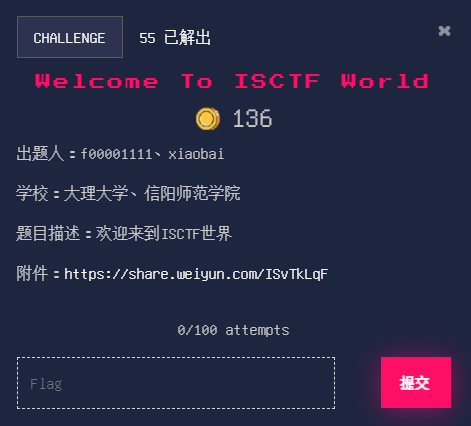 CHALLENGE 55 已解出
Welcome To ISCTF World
136
出题人：f00001111、xiaobai
学校：大理大学、信阳师范学院
题目描述：欢迎来到ISCTF世界
附件：https://share.weiyun.com/ISvTkLqF
0/100 attempts
Flag 提交